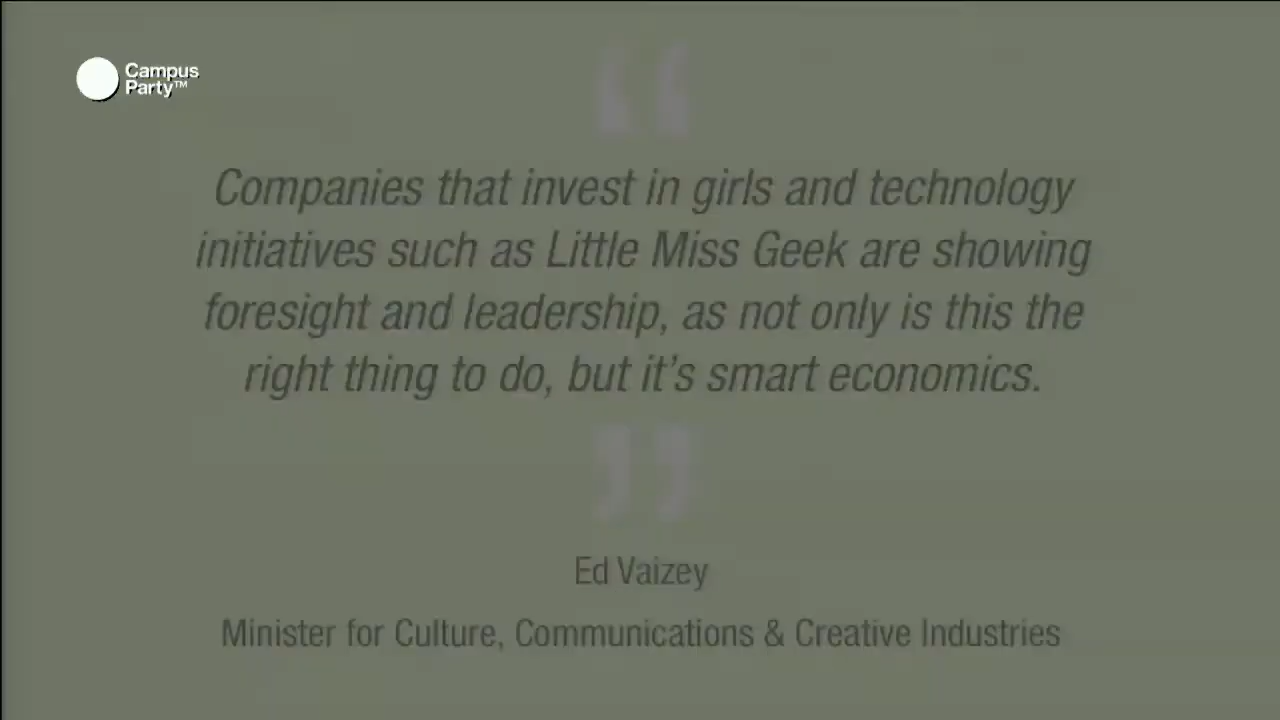 Campus
Party™
“
Companies that invest in girls and technology
initiatives such as Little Miss Geek are showing
foresight and leadership, as not only is this the
right thing to do, but it’s smart economics.
”
Ed Vaizey
Minister for Culture, Communications & Creative Industries